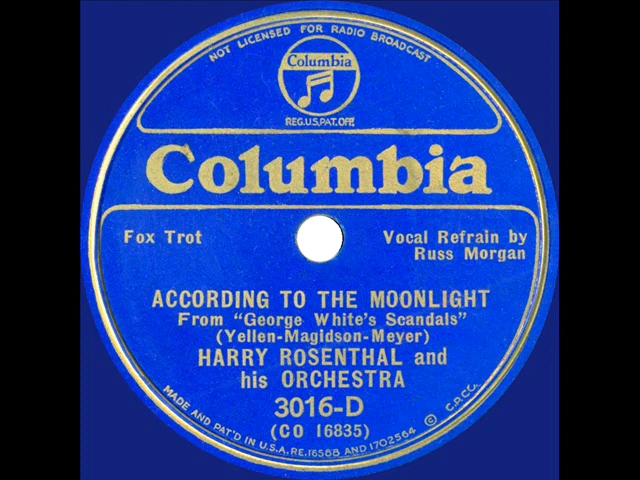 NOT LICENSED FOR RADIO BROADCAST
Columbia
REG.U.S.PAT.OFF.
Columbia
Fox Trot
Vocal Refrain by
Russ Morgan
ACCORDING TO THE MOONLIGHT
From "George White's Scandals"
(Yellen-Magidson-Meyer)
HARRY ROSENTHAL and
his ORCHESTRA
3016-D
(CO 16835)
MADE AND PAT'D IN U.S.A. RE.16588 AND 1702564 © C.P.CO.